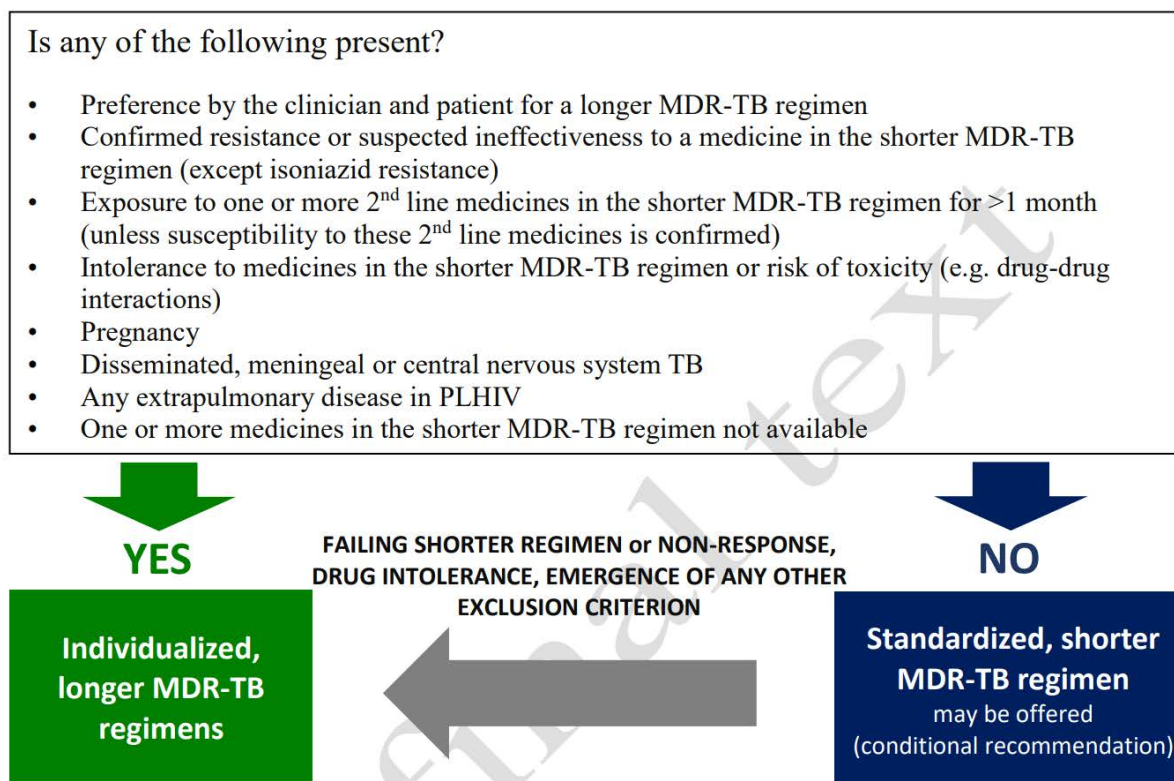 Is any of the following present?
• Preference by the clinician and patient for a longer MDR-TB regimen
• Confirmed resistance or suspected ineffectiveness to a medicine in the shorter MDR-TB
regimen (except isoniazid resistance)
• Exposure to one or more 2nd line medicines in the shorter MDR-TB regimen for >1 month
(unless susceptibility to these 2nd line medicines is confirmed)
• Intolerance to medicines in the shorter MDR-TB regimen or risk of toxicity (e.g. drug-drug
interactions)
• Pregnancy
• Disseminated, meningeal or central nervous system TB
• Any extrapulmonary disease in PLHIV
• One or more medicines in the shorter MDR-TB regimen not available
YES
FAILING SHORTER REGIMEN or NON-RESPONSE,
DRUG INTOLERANCE, EMERGENCE OF ANY OTHER
EXCLUSION CRITERION
NO
Individualized,
longer MDR-TB
regimens
Standardized, shorter
MDR-TB regimen
may be offered
(conditional recommendation)
final text